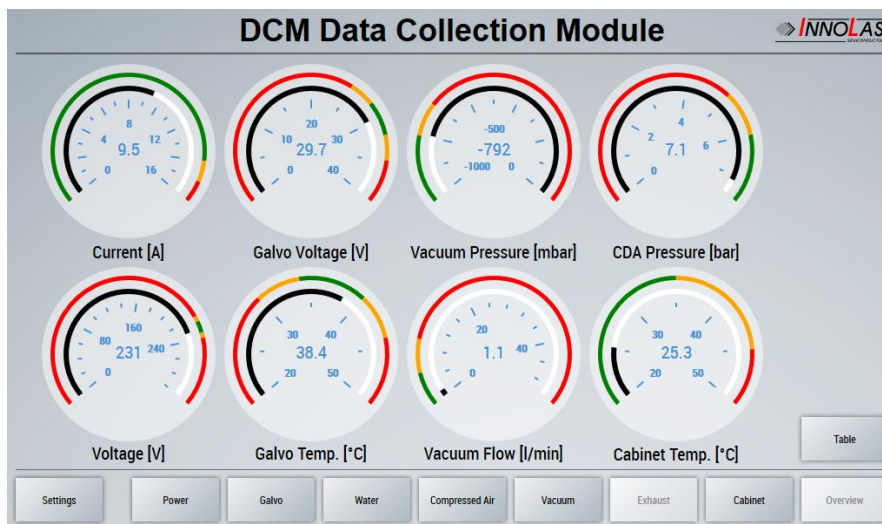 DCM Data Collection Module
INNOLAS
SEMICONDUCTOR
0 4 8 12 16
9.5
Current [A]
0 10 20 30 40
29.7
Galvo Voltage [V]
-1000 -500 0
-792
Vacuum Pressure [mbar]
0 2 4 6
7.1
CDA Pressure [bar]
0 80 160 240
231
Voltage [V]
20 30 40 50
38.4
Galvo Temp. [°C]
0 20 40
1.1
Vacuum Flow [l/min]
20 30 40 50
25.3
Cabinet Temp. [°C]
Table
Settings
Power
Galvo
Water
Compressed Air
Vacuum
Exhaust
Cabinet
Overview